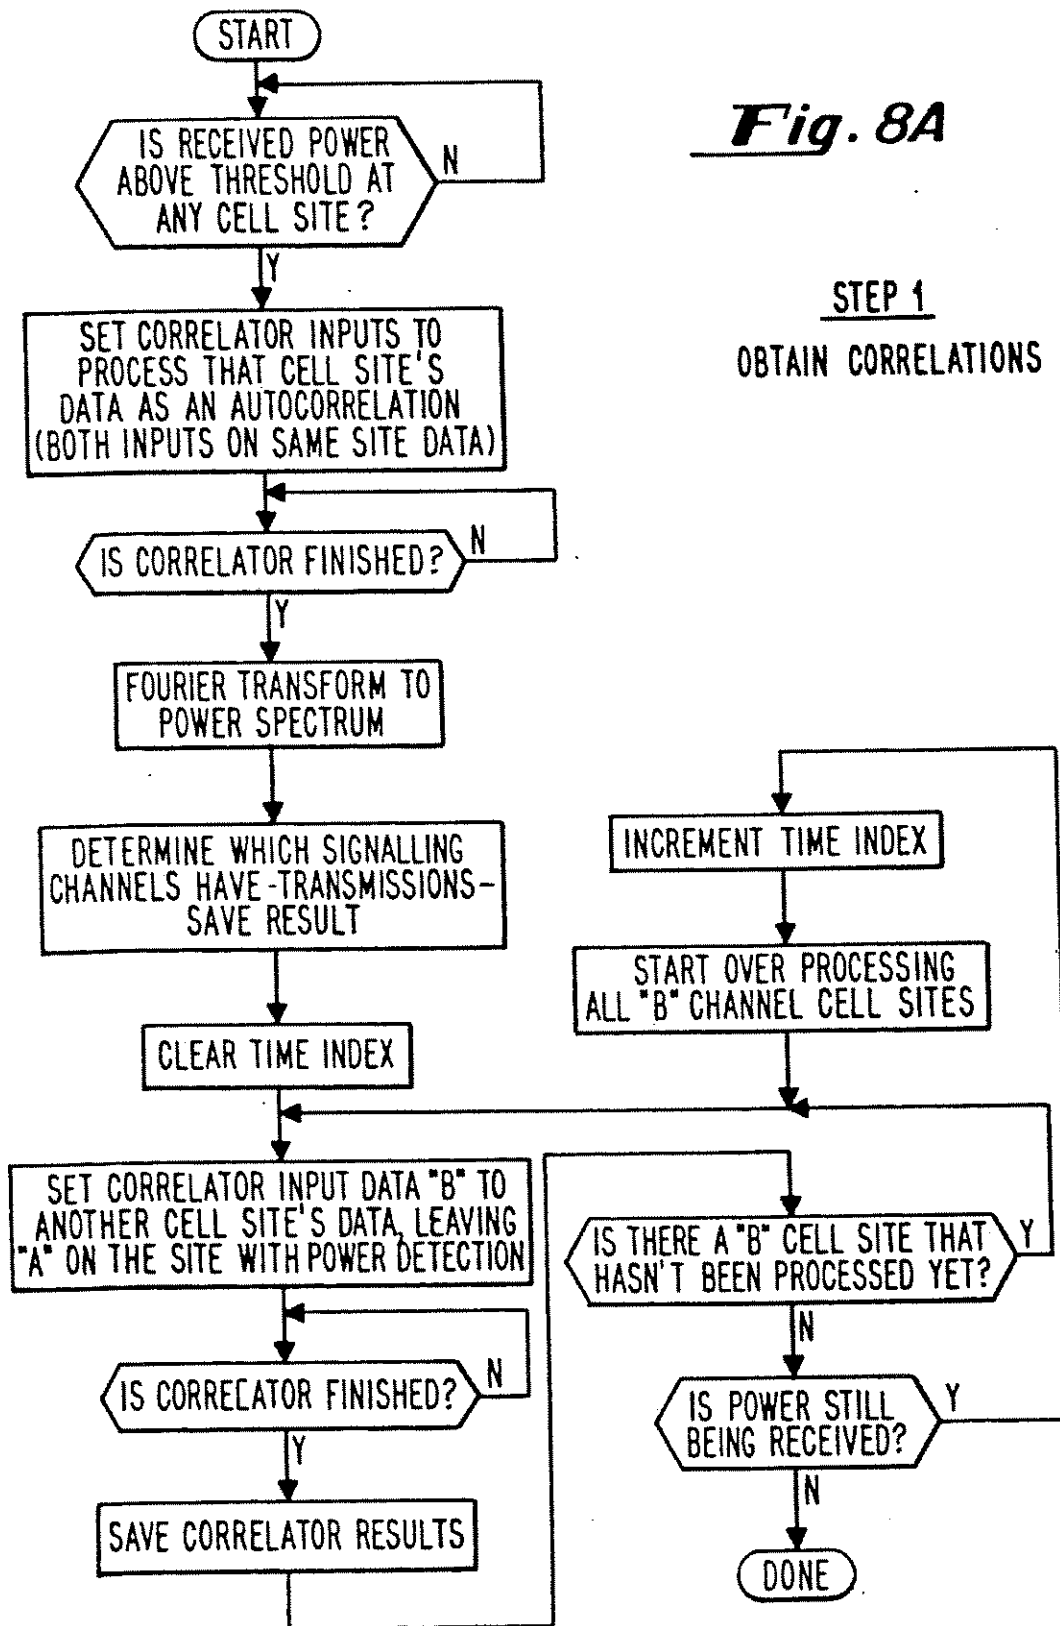 START
Fig. 8A
IS RECEIVED POWER
ABOVE THRESHOLD AT
ANY CELL SITE?
N
Y
STEP 1
OBTAIN CORRELATIONS
SET CORRELATOR INPUTS TO
PROCESS THAT CELL SITE'S
DATA AS AN AUTOCORRELATION
(BOTH INPUTS ON SAME SITE DATA)
IS CORRELATOR FINISHED?
N
Y
FOURIER TRANSFORM TO
POWER SPECTRUM
DETERMINE WHICH SIGNALLING
CHANNELS HAVE-TRANSMISSIONS-
SAVE RESULT
CLEAR TIME INDEX
INCREMENT TIME INDEX
START OVER PROCESSING
ALL "B" CHANNEL CELL SITES
SET CORRELATOR INPUT DATA "B" TO
ANOTHER CELL SITE'S DATA, LEAVING
"A" ON THE SITE WITH POWER DETECTION
IS CORRELATOR FINISHED?
N
Y
SAVE CORRELATOR RESULTS
IS THERE A "B" CELL SITE THAT
HASN'T BEEN PROCESSED YET?
Y
N
IS POWER STILL
BEING RECEIVED?
Y
N
DONE